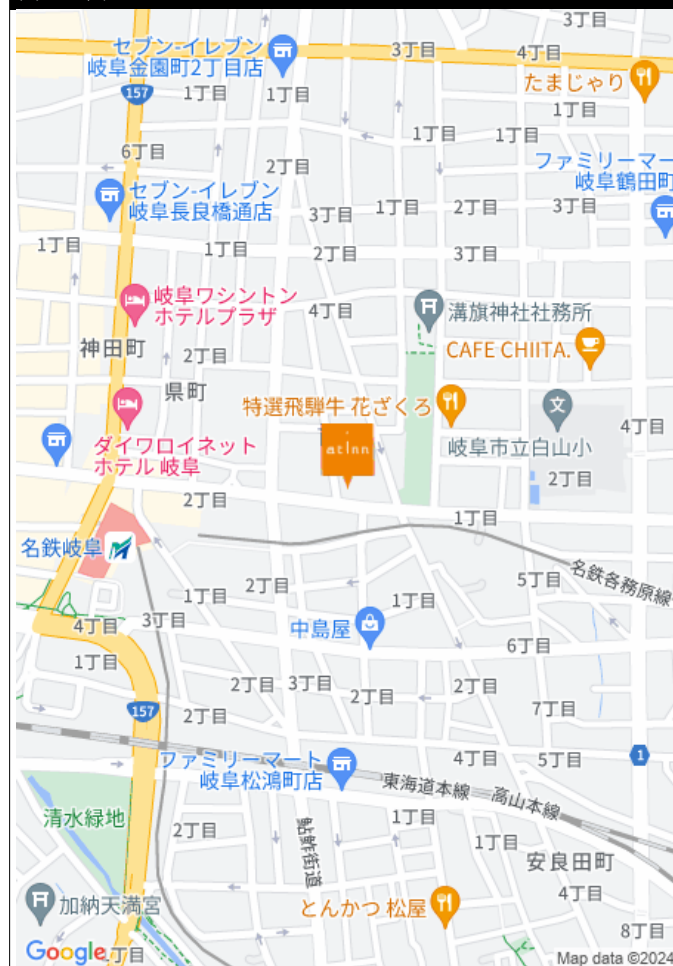 3丁目
セブン-イレブン
岐阜金園町2丁目店
3丁目
4丁目
たまじゃり
157
1丁目
1丁目
1丁目
1丁目
1丁目
6丁目
2丁目
ファミリーマー
岐阜鶴田町
セブン-イレブン
岐阜長良橋通店
3丁目
1丁目
2丁目
3丁目
1丁目
1丁目
2丁目
3丁目
岐阜ワシントン
ホテルプラザ
4丁目
溝旗神社社務所
神田町
2丁目
CAFE CHIITA.
県町
特選飛騨牛 花ざくろ
文
4丁目
ダイワロイネット
ホテル 岐阜
atinn
岐阜市立白山小
2丁目
2丁目
1丁目
名鉄岐阜
名鉄各務原線
5丁目
2丁目
1丁目
1丁目
4丁目
3丁目
中島屋
6丁目
1丁目
2丁目
3丁目
2丁目
2丁目
7丁目
157
2丁目
ファミリーマート
岐阜松鴻町店
4丁目
5丁目
1
東海道本線
高山本線
清水緑地
2丁目
鮎鮓街道
1丁目
1丁目
安良田町
4丁目
加納天満宮
とんかつ 松屋
8丁目
Google
丁目
Map data ©2024